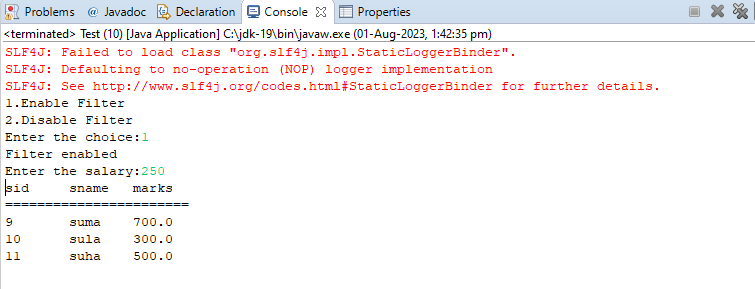 Problems @ Javadoc Declaration Console Properties
<terminated> Test (10) [Java Application] C:\jdk-19\bin\javaw.exe (01-Aug-2023, 1:42:35 pm)
SLF4J: Failed to load class "org.slf4j.impl.StaticLoggerBinder".
SLF4J: Defaulting to no-operation (NOP) logger implementation
SLF4J: See http://www.slf4j.org/codes.html#StaticLoggerBinder for further details.
1.Enable Filter
2.Disable Filter
Enter the choice:1
Filter enabled
Enter the salary:250
sid sname marks
=======================
9 suma 700.0
10 sula 300.0
11 suha 500.0